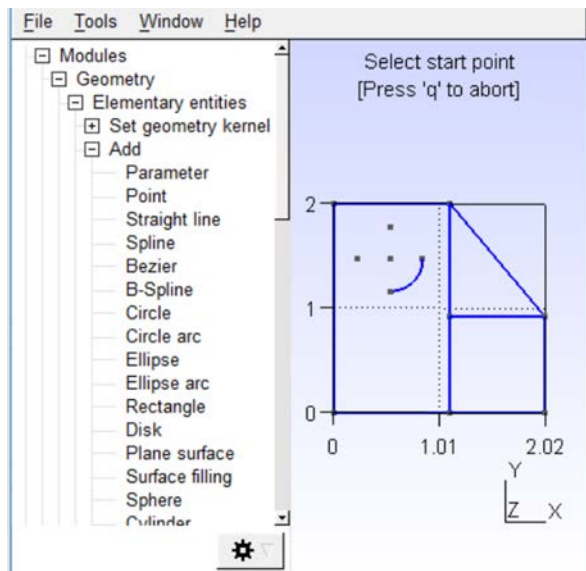 File Tools Window Help
Modules
Geometry
Elementary entities
Set geometry kernel
Add
Parameter
Point
Straight line
Spline
Bezier
B-Spline
Circle
Circle arc
Ellipse
Ellipse arc
Rectangle
Disk
Plane surface
Surface filling
Sphere
Cylinder
Select start point
[Press 'q' to abort]
2
1
0
0 1.01 2.02
Y
Z X